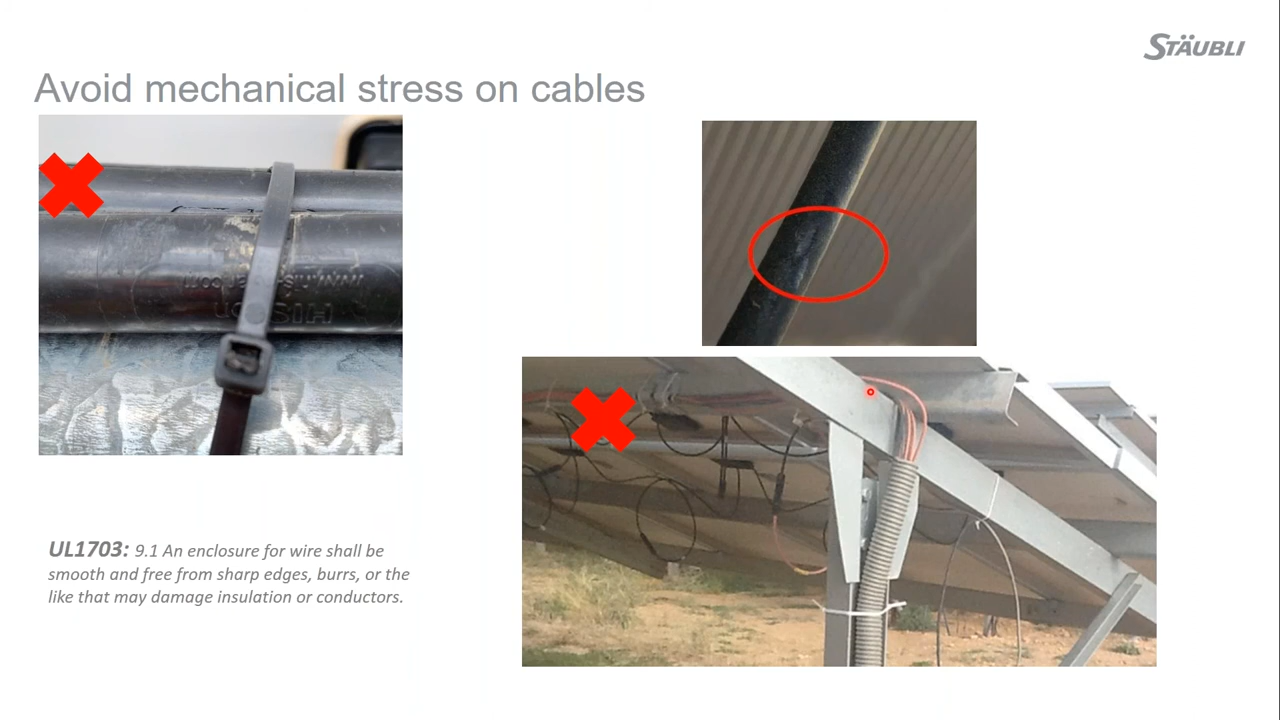 STÄUBLI
Avoid mechanical stress on cables
UL1703: 9.1 An enclosure for wire shall be
smooth and free from sharp edges, burrs, or the
like that may damage insulation or conductors.